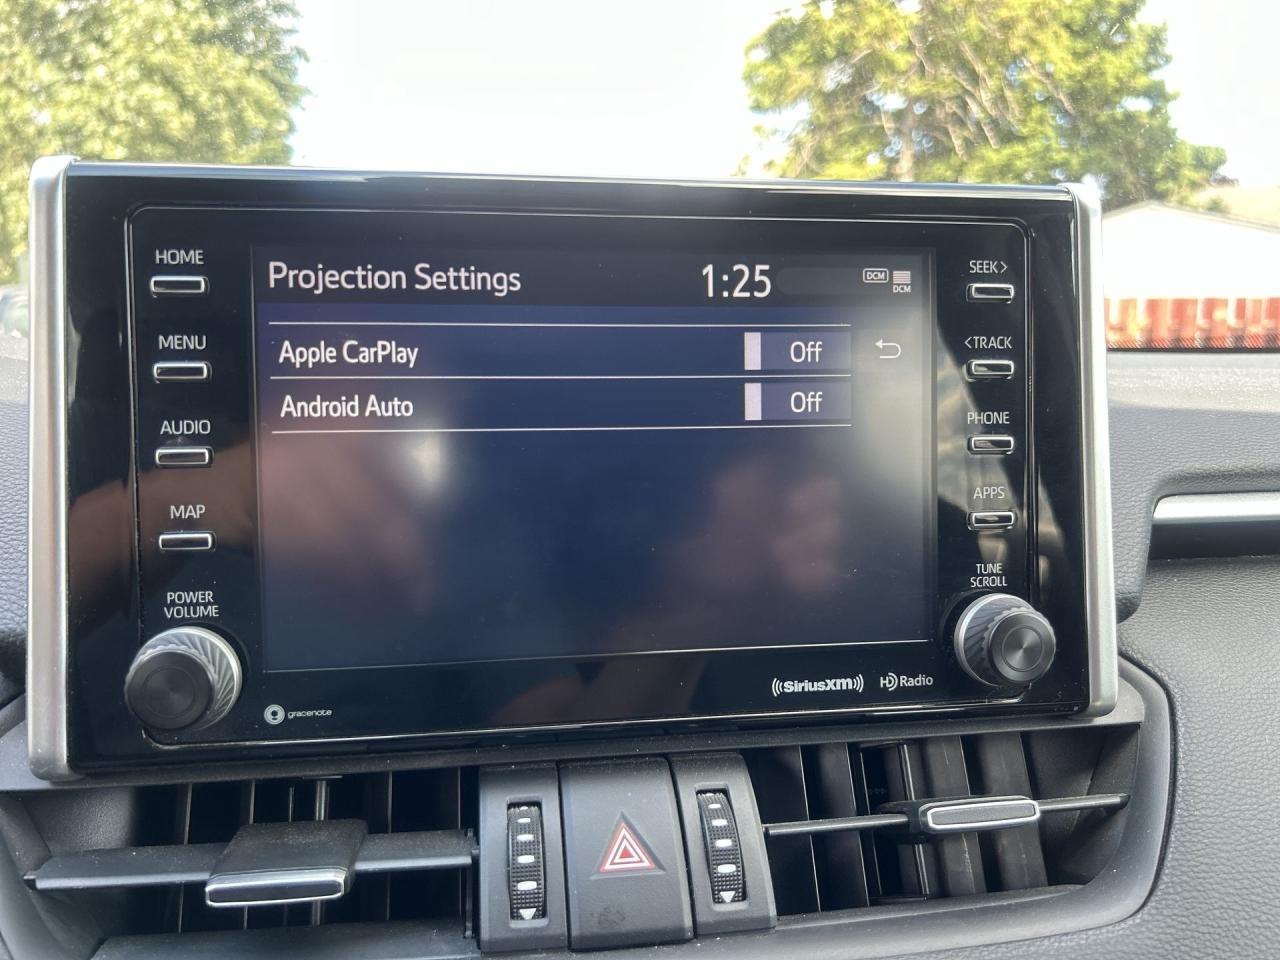 HOME
MENU
AUDIO
MAP
POWER
VOLUME
Projection Settings 1:25 DCM DCM
Apple CarPlay Off
Android Auto Off
SEEK>
<TRACK
PHONE
APPS
TUNE
SCROLL
gracenote
((SiriusXM)) HD Radio